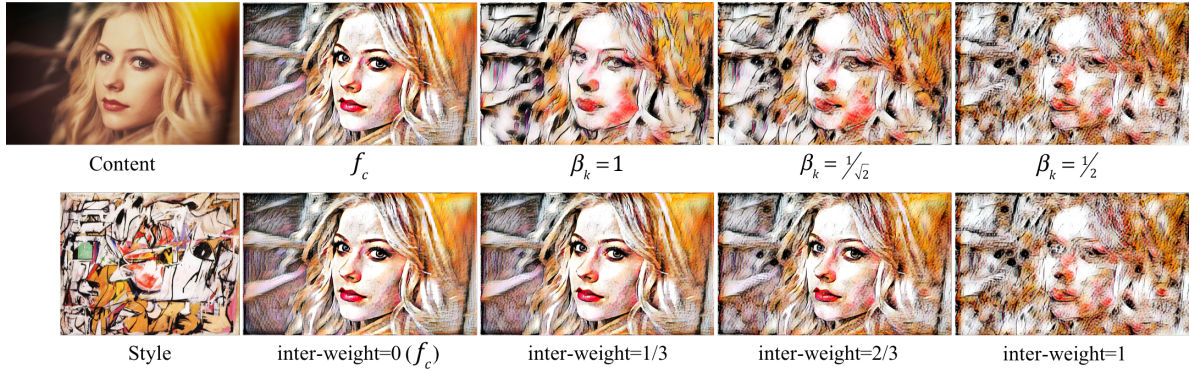 Content
f_c
β_k = 1
β_k = 1/√2
β_k = 1/2
Style
inter-weight=0 (f_c)
inter-weight=1/3
inter-weight=2/3
inter-weight=1